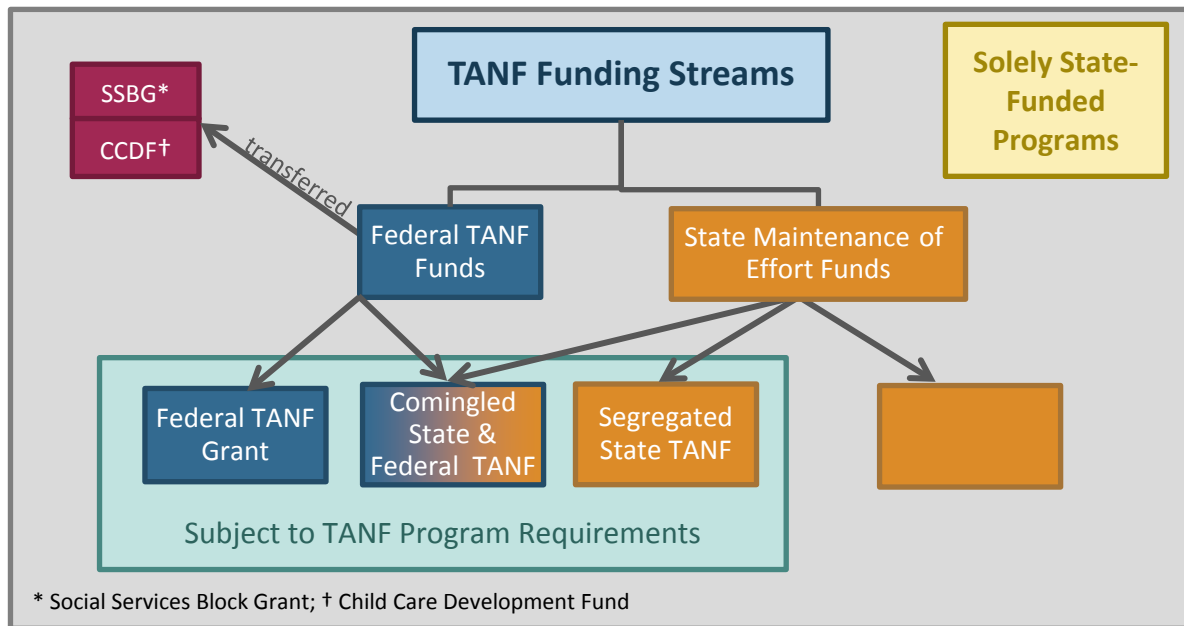 TANF Funding Streams
Solely State-
Funded
Programs
SSBG*
CCDF†
transferred
Federal TANF
Funds
State Maintenance of
Effort Funds
Federal TANF
Grant
Comingled
State &
Federal TANF
Segregated
State TANF
Subject to TANF Program Requirements
* Social Services Block Grant; † Child Care Development Fund